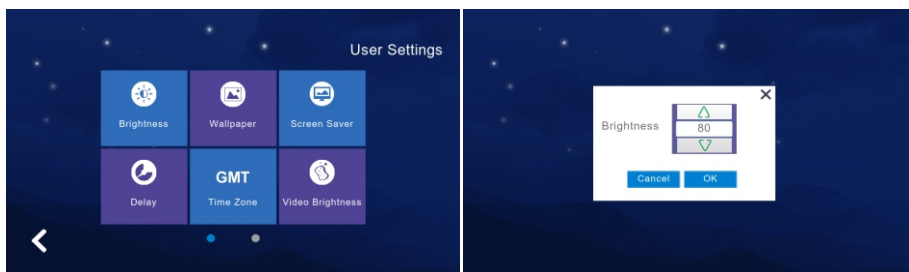 User Settings
Brightness
Wallpaper
Screen Saver
Delay
GMT
Time Zone
Video Brightness
Brightness
80
Cancel
OK